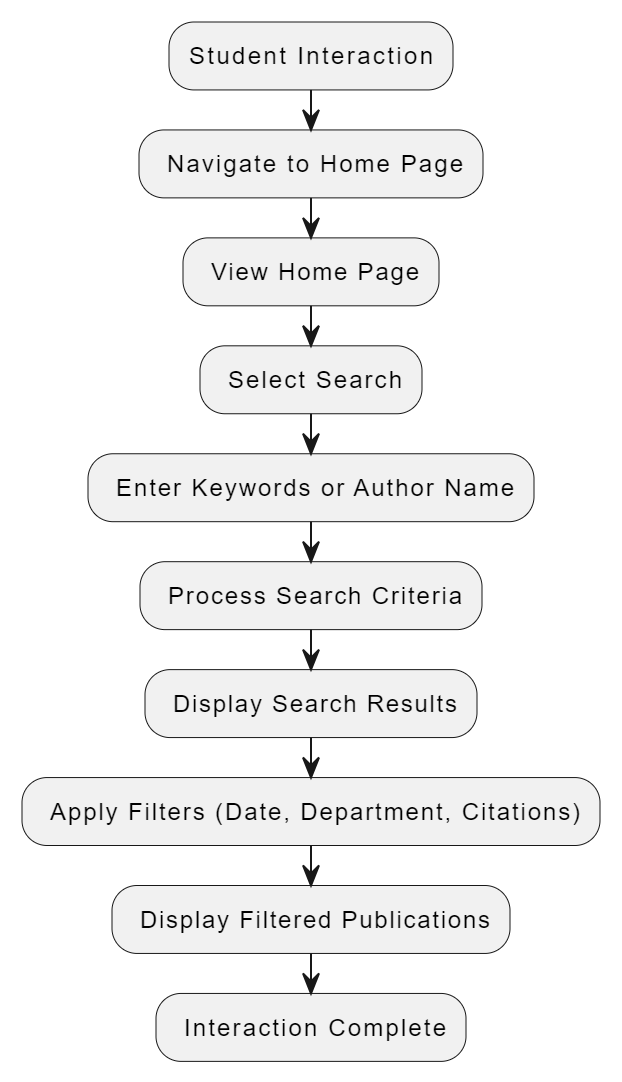 Student Interaction
Navigate to Home Page
View Home Page
Select Search
Enter Keywords or Author Name
Process Search Criteria
Display Search Results
Apply Filters (Date, Department, Citations)
Display Filtered Publications
Interaction Complete